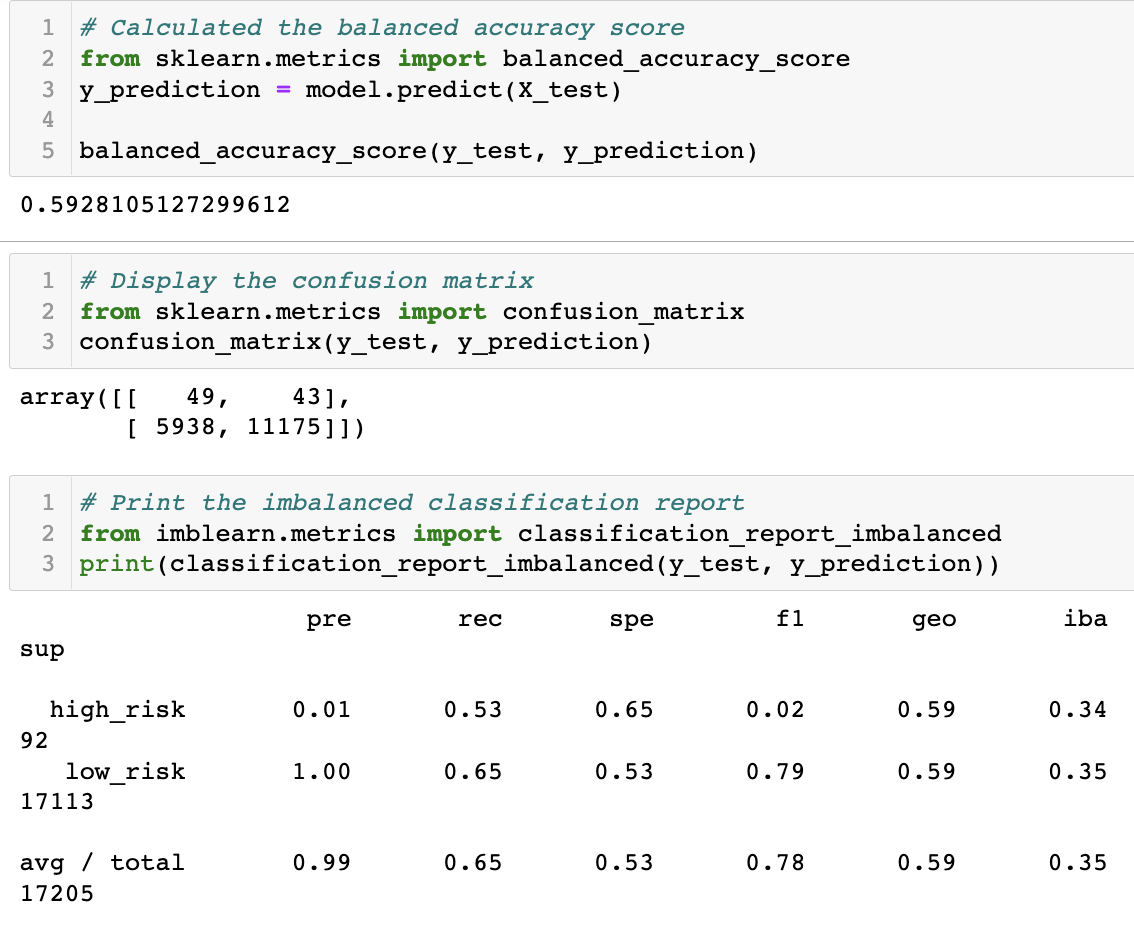 1 # Calculated the balanced accuracy score
2 from sklearn.metrics import balanced_accuracy_score
3 y_prediction = model.predict(X_test)
4
5 balanced_accuracy_score(y_test, y_prediction)
0.5928105127299612
1 # Display the confusion matrix
2 from sklearn.metrics import confusion_matrix
3 confusion_matrix(y_test, y_prediction)
array([[   49,    43],
       [ 5938, 11175]])
1 # Print the imbalanced classification report
2 from imblearn.metrics import classification_report_imbalanced
3 print(classification_report_imbalanced(y_test, y_prediction))
                   pre       rec       spe        f1       geo       iba
sup
  high_risk       0.01      0.53      0.65      0.02      0.59      0.34
92
   low_risk       1.00      0.65      0.53      0.79      0.59      0.35
17113
avg / total       0.99      0.65      0.53      0.78      0.59      0.35
17205